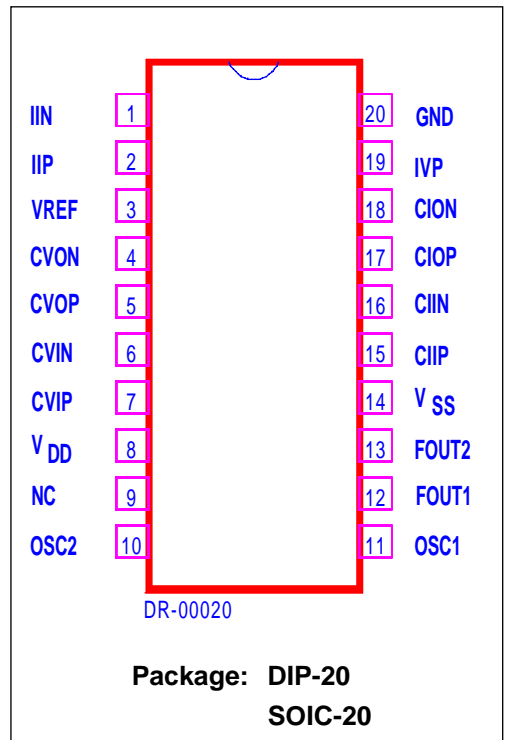 IIN 1 20 GND
IIP 2 19 IVP
VREF 3 18 CION
CVON 4 17 CIOP
CVOP 5 16 CIIN
CVIN 6 15 CIIP
CVIP 7 14 VSS
VDD 8 13 FOUT2
NC 9 12 FOUT1
OSC2 10 11 OSC1
DR-00020
Package: DIP-20
SOIC-20